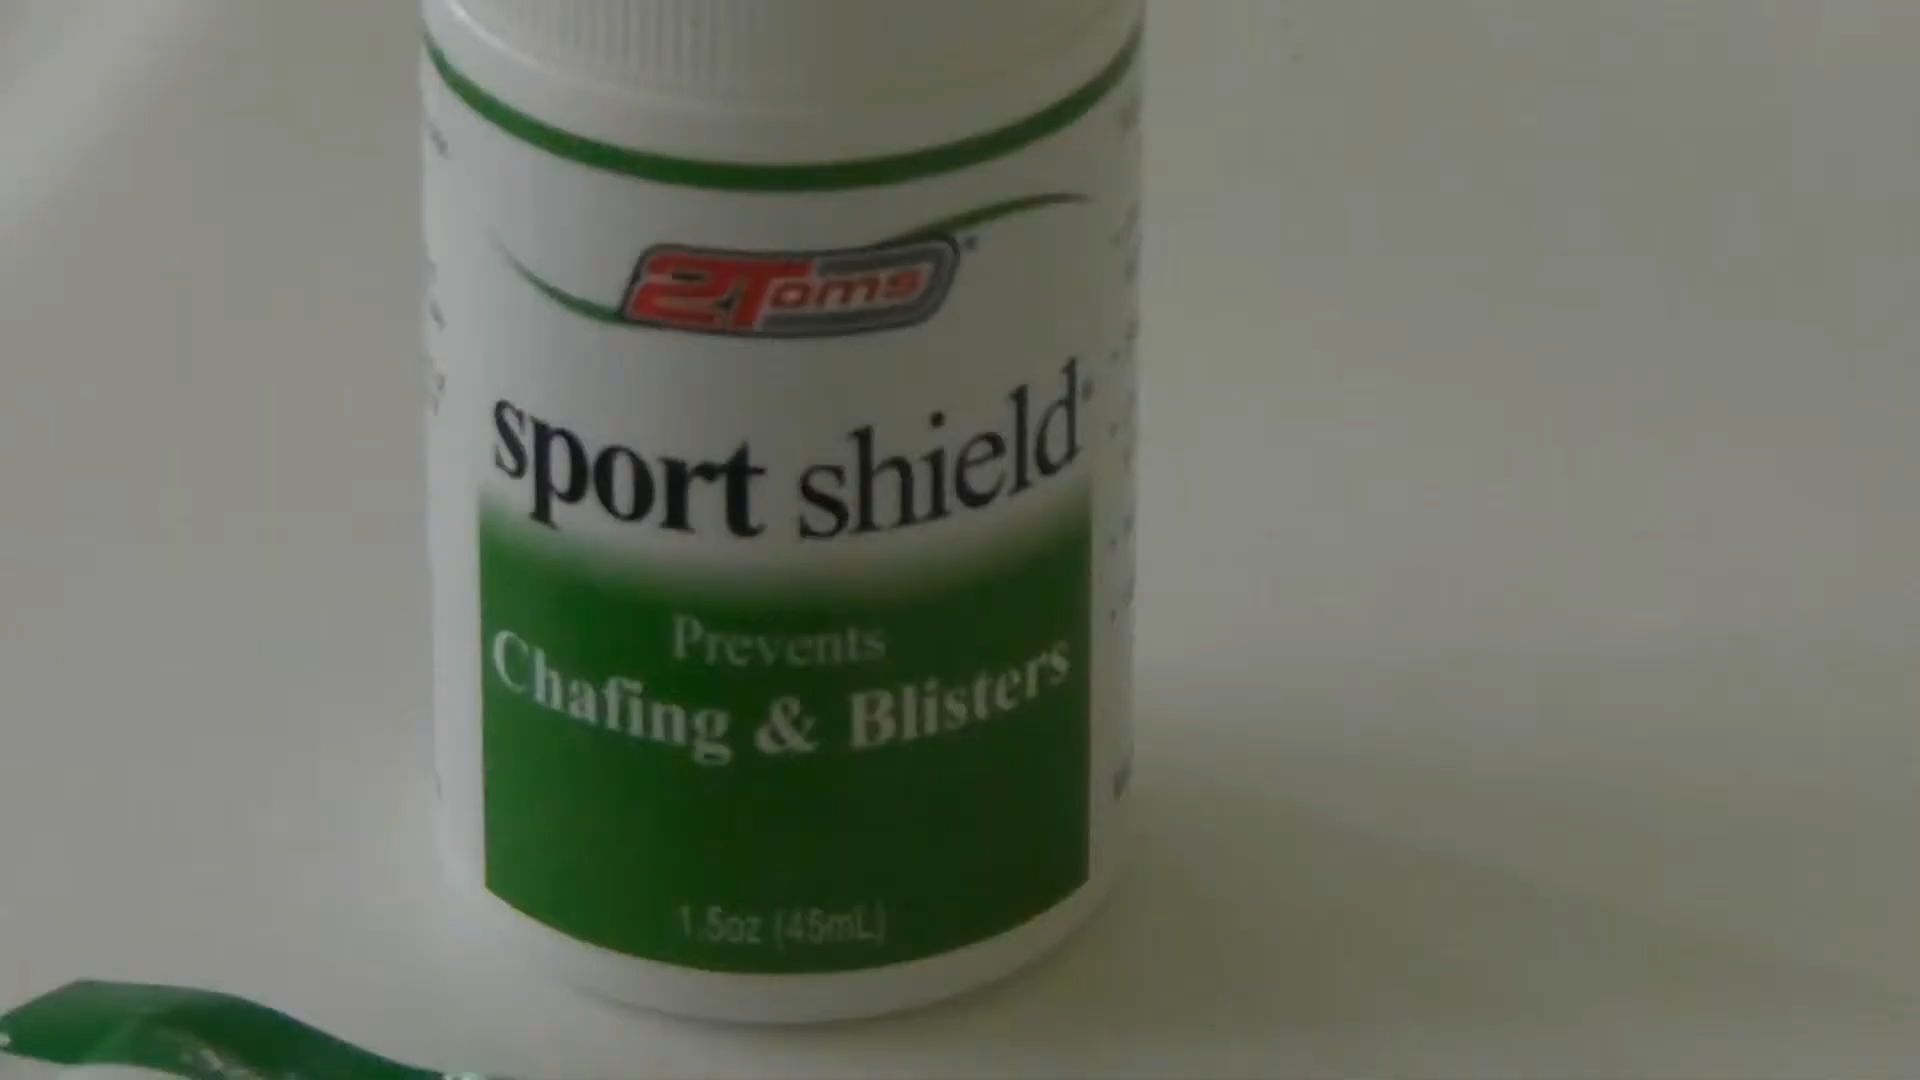 2Toms
sport shield
Prevents
Chafing & Blisters
1.5oz (45mL)